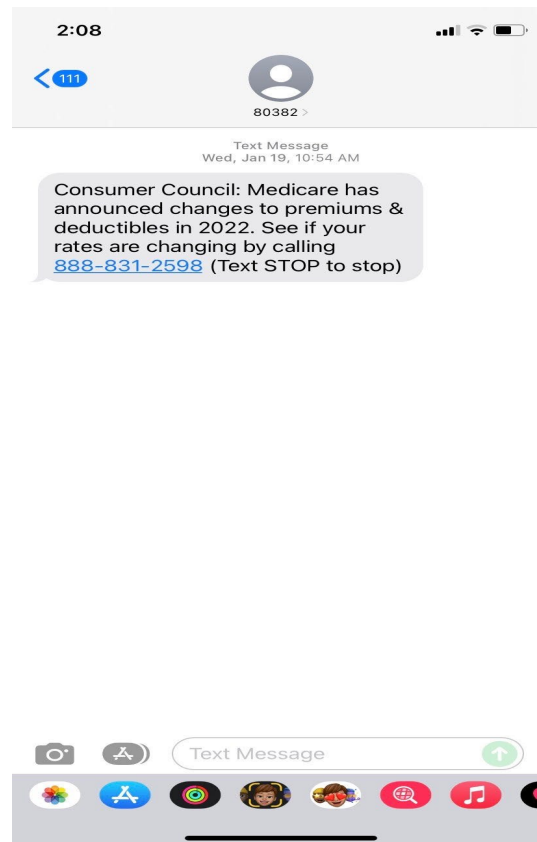 2:08
111
80382 >
Text Message
Wed, Jan 19, 10:54 AM
Consumer Council: Medicare has
announced changes to premiums &
deductibles in 2022. See if your
rates are changing by calling
888-831-2598 (Text STOP to stop)
Text Message